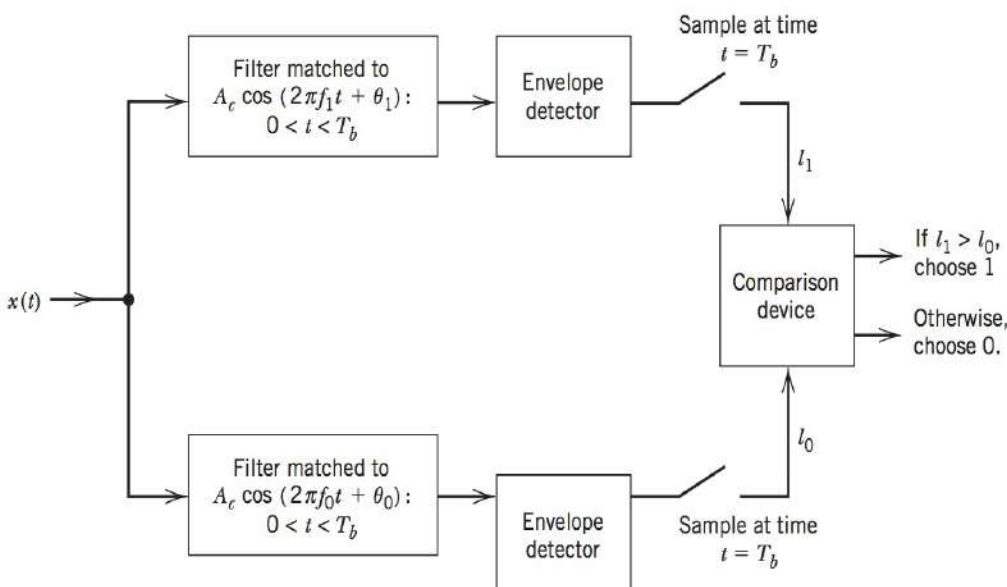 Sample at time
t = T_b
Filter matched to
A_c cos (2πf_1t + θ_1):
0 < t < T_b
Envelope
detector
l_1
If l_1 > l_0,
choose 1
x(t)
Comparison
device
Otherwise,
choose 0.
l_0
Filter matched to
A_c cos (2πf_0t + θ_0):
0 < t < T_b
Envelope
detector
Sample at time
t = T_b